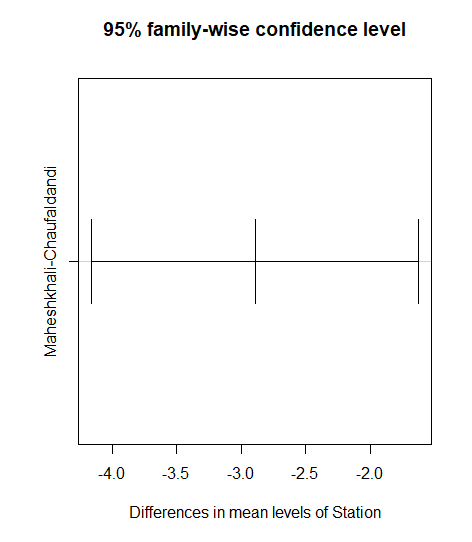 95% family-wise confidence level
Maheshkhali-Chaufaldandi
-4.0 -3.5 -3.0 -2.5 -2.0
Differences in mean levels of Station